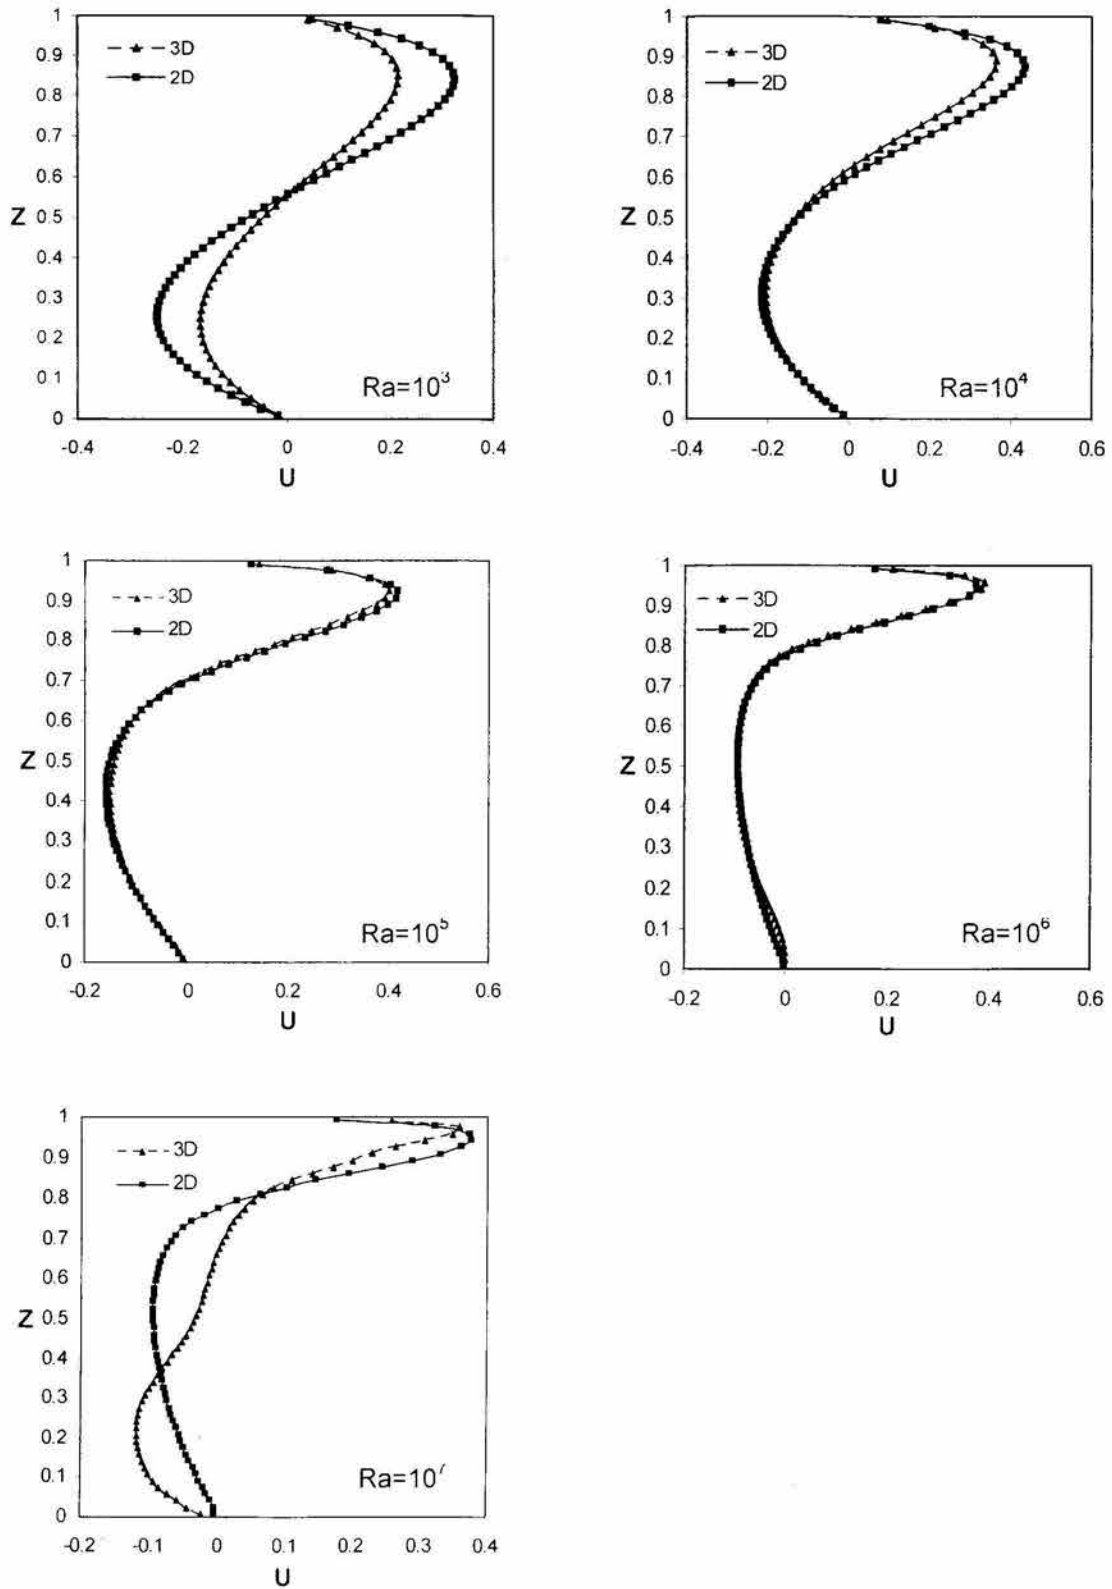 1
0.9
0.8
0.7
0.6
Z 0.5
0.4
0.3
0.2
0.1
0
3D
2D
Ra=10³
-0.4 -0.2 0 0.2 0.4
U
1
0.9
0.8
0.7
0.6
Z 0.5
0.4
0.3
0.2
0.1
0
3D
2D
Ra=10⁴
-0.4 -0.2 0 0.2 0.4 0.6
U
1
0.9
0.8
0.7
0.6
Z 0.5
0.4
0.3
0.2
0.1
0
3D
2D
Ra=10⁵
-0.2 0 0.2 0.4 0.6
U
1
0.9
0.8
0.7
0.6
Z 0.5
0.4
0.3
0.2
0.1
0
3D
2D
Ra=10⁶
-0.2 0 0.2 0.4 0.6
U
1
0.9
0.8
0.7
0.6
Z 0.5
0.4
0.3
0.2
0.1
0
3D
2D
Ra=10⁷
-0.2 -0.1 0 0.1 0.2 0.3 0.4
U